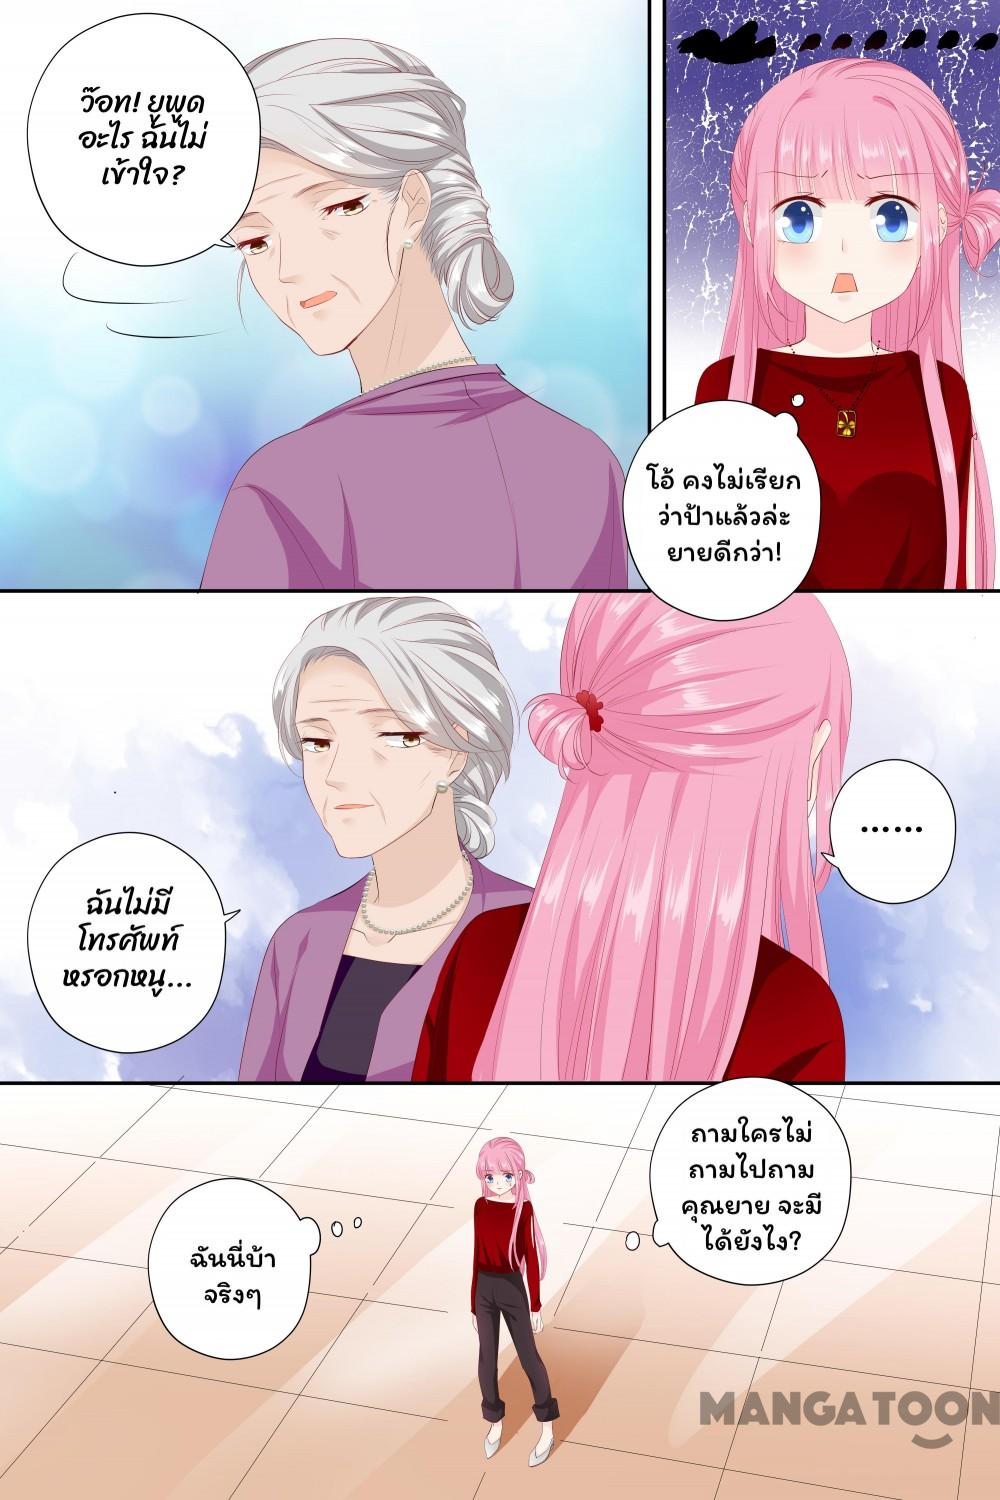 ว๊อท! ยูพูด
อะไร ฉันไม่
เข้าใจ?
โอ้ คงไม่เรียก
ว่าป้าแล้วล่ะ
ยายดีกว่า!
......
ฉันไม่มี
โทรศัพท์
หรอกหนู...
ถามใครไม่
ถามไปถาม
คุณยาย จะมี
ได้ยังไง?
ฉันนี่บ้า
จริงๆ
MANGATOON